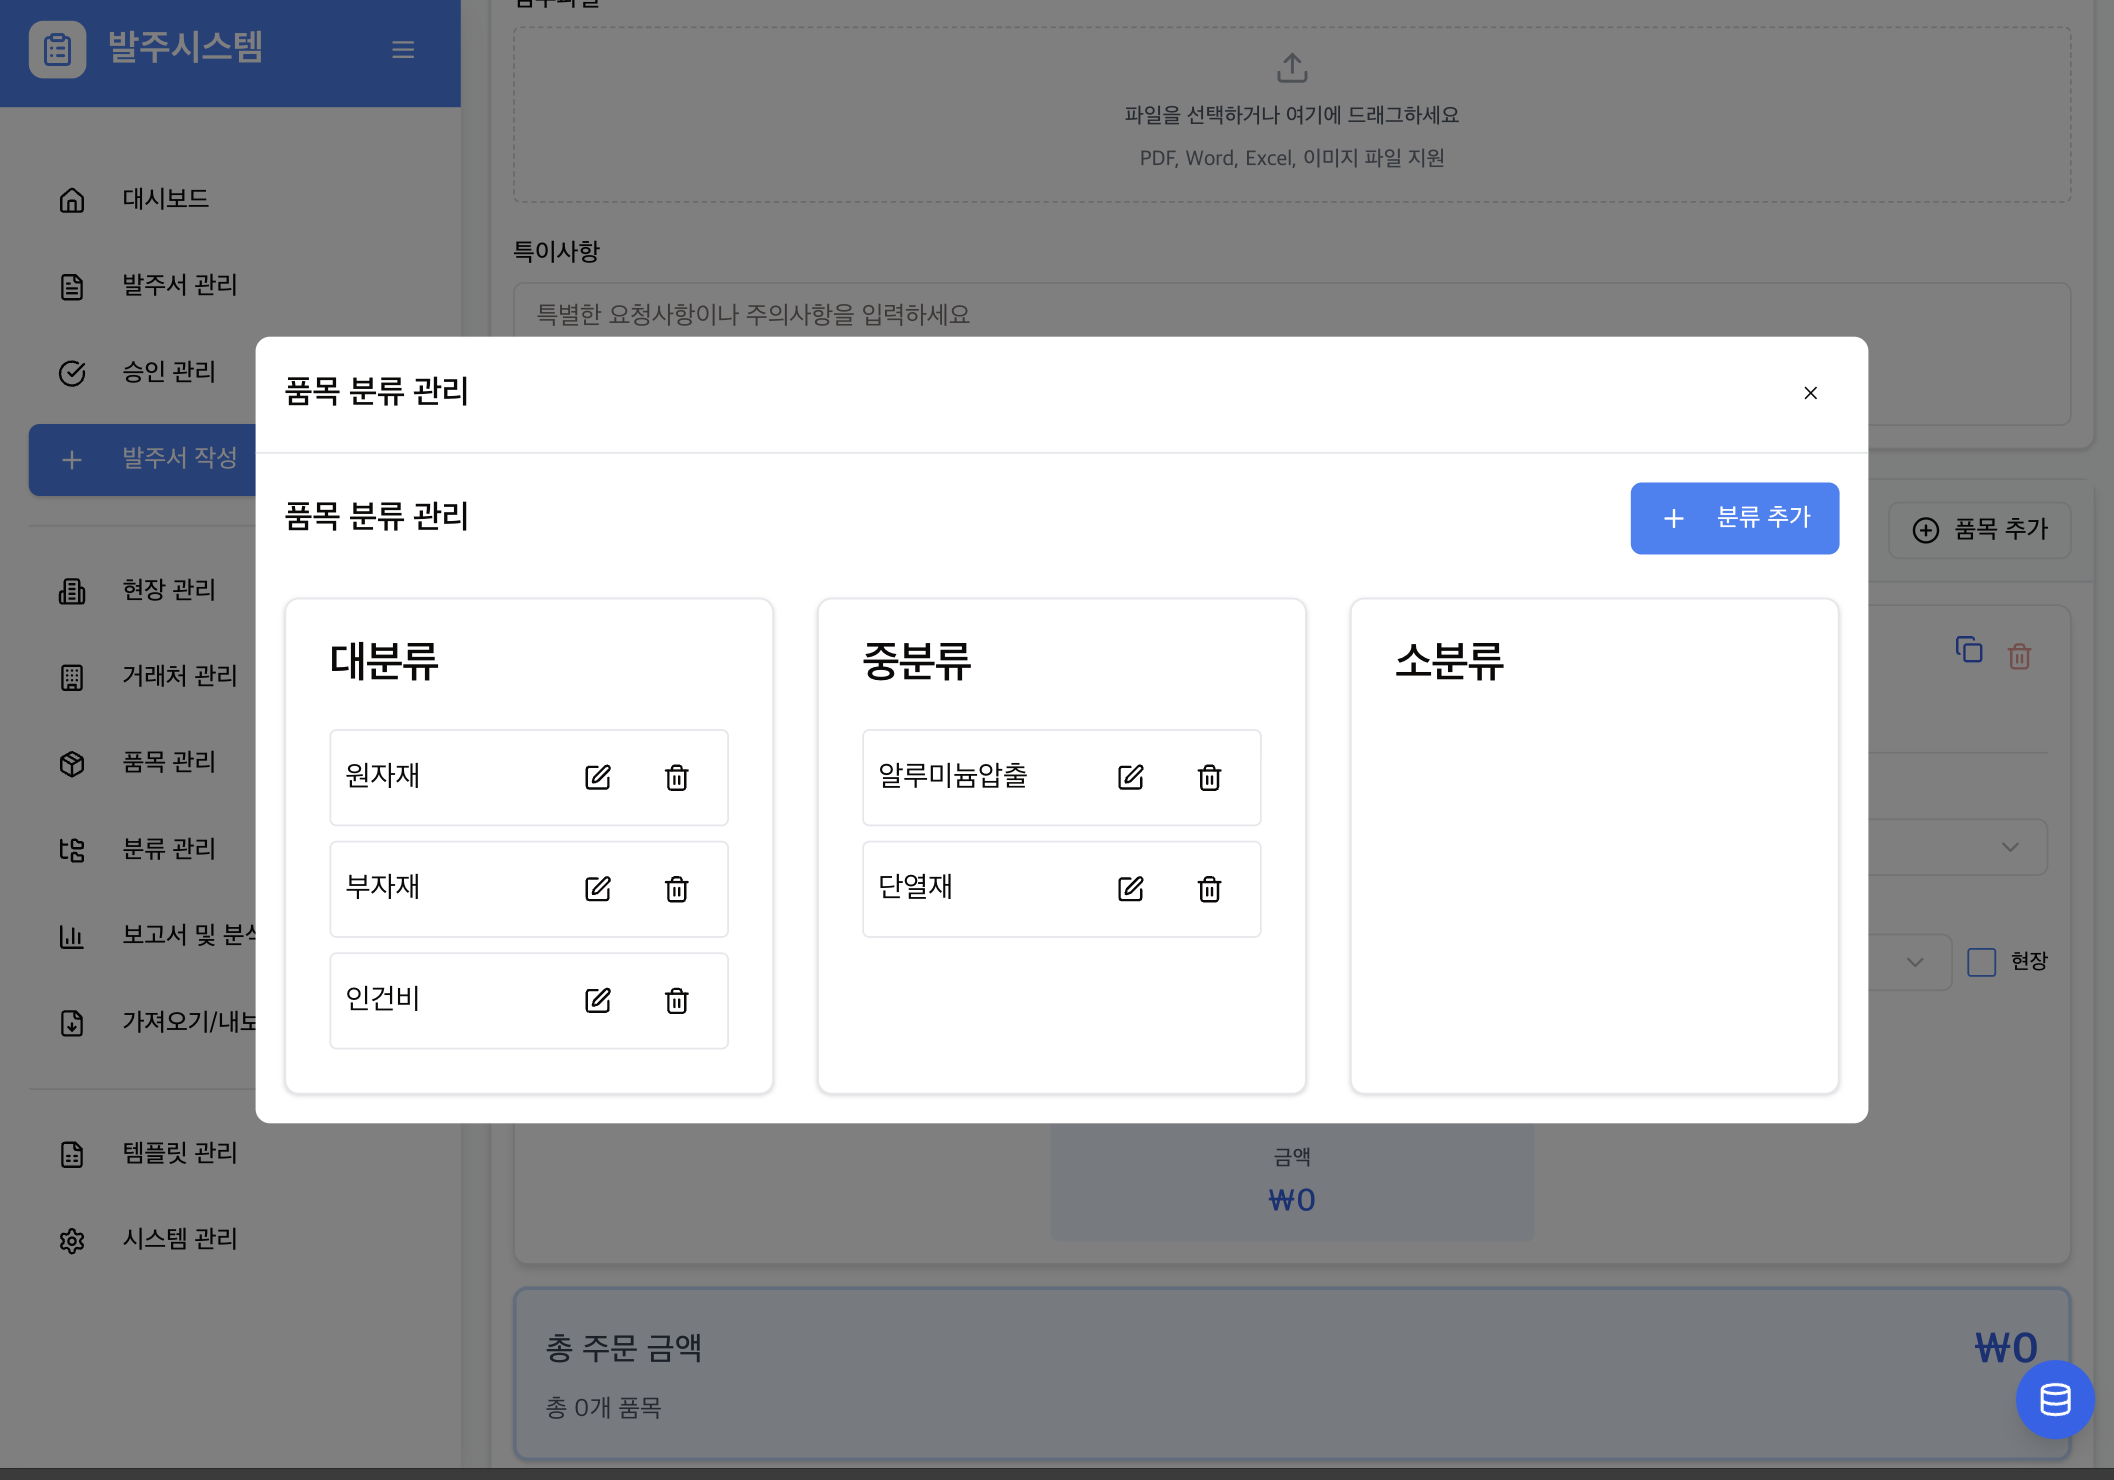 발주시스템
대시보드
발주서 관리
승인 관리
발주서 작성
현장 관리
거래처 관리
품목 관리
분류 관리
보고서 및
가져오기/내보
템플릿 관리
시스템 관리
파일을 선택하거나 여기에 드래그하세요
PDF, Word, Excel, 이미지 파일 지원
특이사항
특별한 요청사항이나 주의사항을 입력하세요
품목 분류 관리
품목 분류 관리
분류 추가
대분류
원자재
부자재
인건비
중분류
알루미늄압출
단열재
소분류
품목 추가
현장
금액
₩0
총 주문 금액
₩0
총 0개 품목